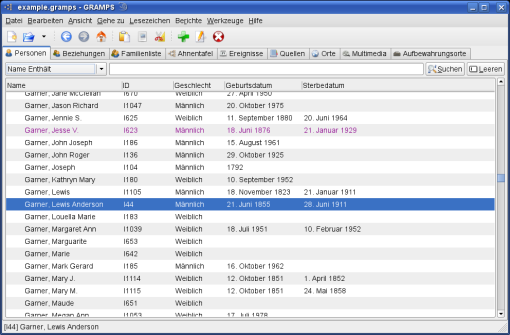 example.gramps - GRAMPS
Datei Bearbeiten Ansicht Gehe zu Lesezeichen Berichte Werkzeuge Hilfe
Personen Beziehungen Familienliste Ahnentafel Ereignisse Quellen Orte Multimedia Aufbewahrungsorte
Name Enthält Suchen Leeren
Name ID Geschlecht Geburtsdatum Sterbedatum
Garner, Jane McClellan I670 Weiblich 27. April 1950
Garner, Jason Richard I1047 Männlich 20. Oktober 1975
Garner, Jennie S. I625 Weiblich 11. September 1880 20. Juni 1964
Garner, Jesse V. I623 Männlich 18. Juni 1876 21. Januar 1929
Garner, John Joseph I186 Männlich 15. August 1961
Garner, John Roger I136 Männlich 29. Oktober 1925
Garner, Joseph I104 Männlich 1792
Garner, Kathryn Mary I180 Weiblich 10. September 1952
Garner, Lewis I1105 Männlich 18. November 1823 21. Januar 1911
Garner, Lewis Anderson I44 Männlich 21. Juni 1855 28. Juni 1911
Garner, Louella Marie I183 Weiblich
Garner, Margaret Ann I1039 Weiblich 18. Juli 1951 10. Februar 1952
Garner, Marguarite I653 Weiblich
Garner, Marie I642 Weiblich
Garner, Mark Gerard I185 Männlich 16. Oktober 1962
Garner, Mary J. I1114 Weiblich 12. Oktober 1851 1. April 1852
Garner, Mary M. I1115 Weiblich 12. Oktober 1851 24. Mai 1858
Garner, Maude I651 Weiblich
Garner, Megan Ann I1053 Weiblich 17. Juli 1978
[I44] Garner, Lewis Anderson